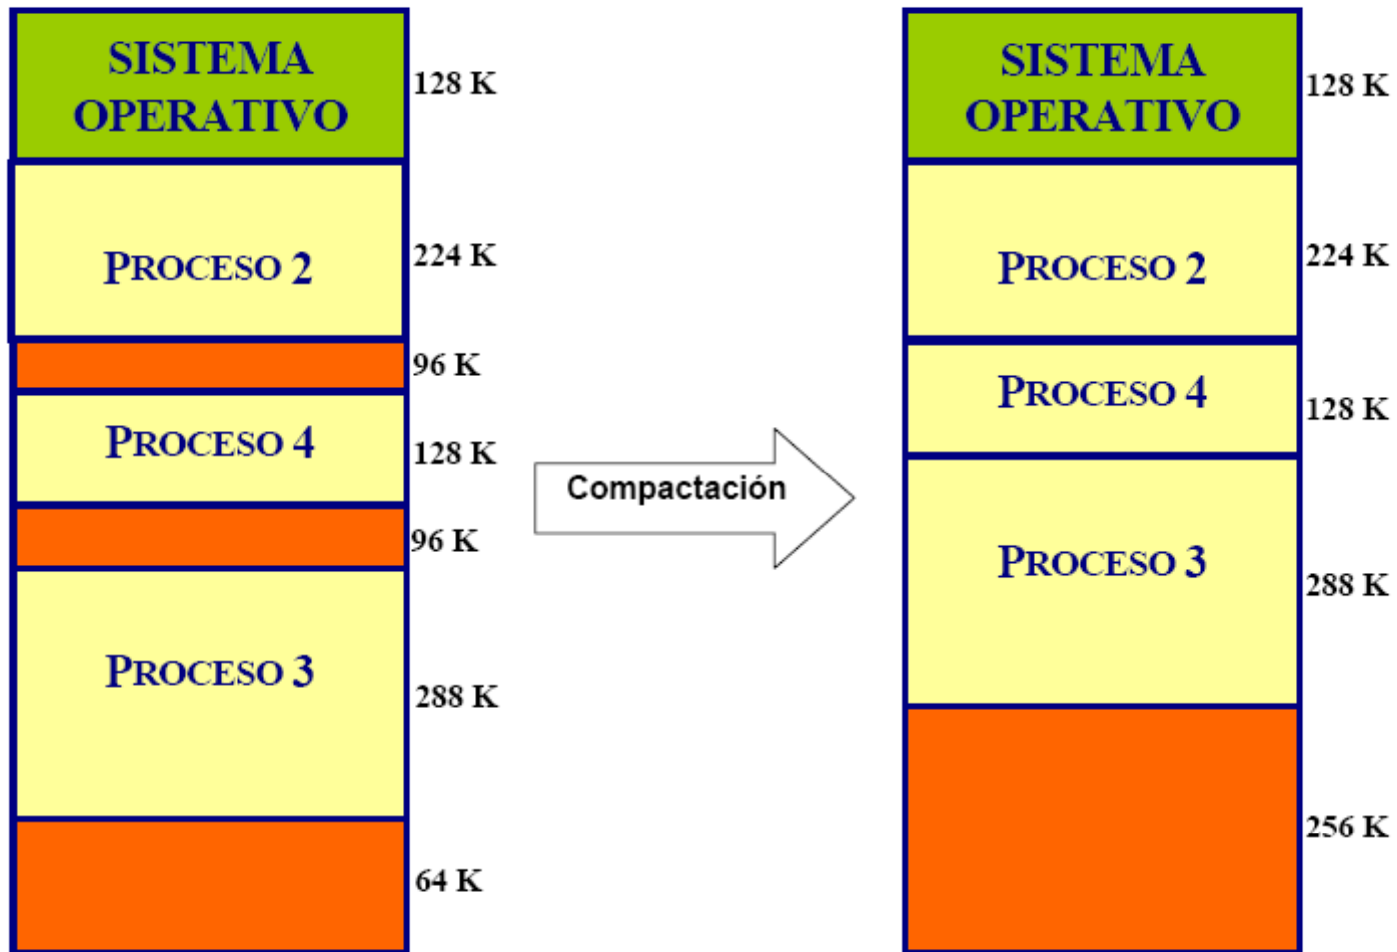 SISTEMA
OPERATIVO
128 K
PROCESO 2
224 K
96 K
PROCESO 4
128 K
96 K
PROCESO 3
288 K
64 K
Compactación
SISTEMA
OPERATIVO
128 K
PROCESO 2
224 K
PROCESO 4
128 K
PROCESO 3
288 K
256 K